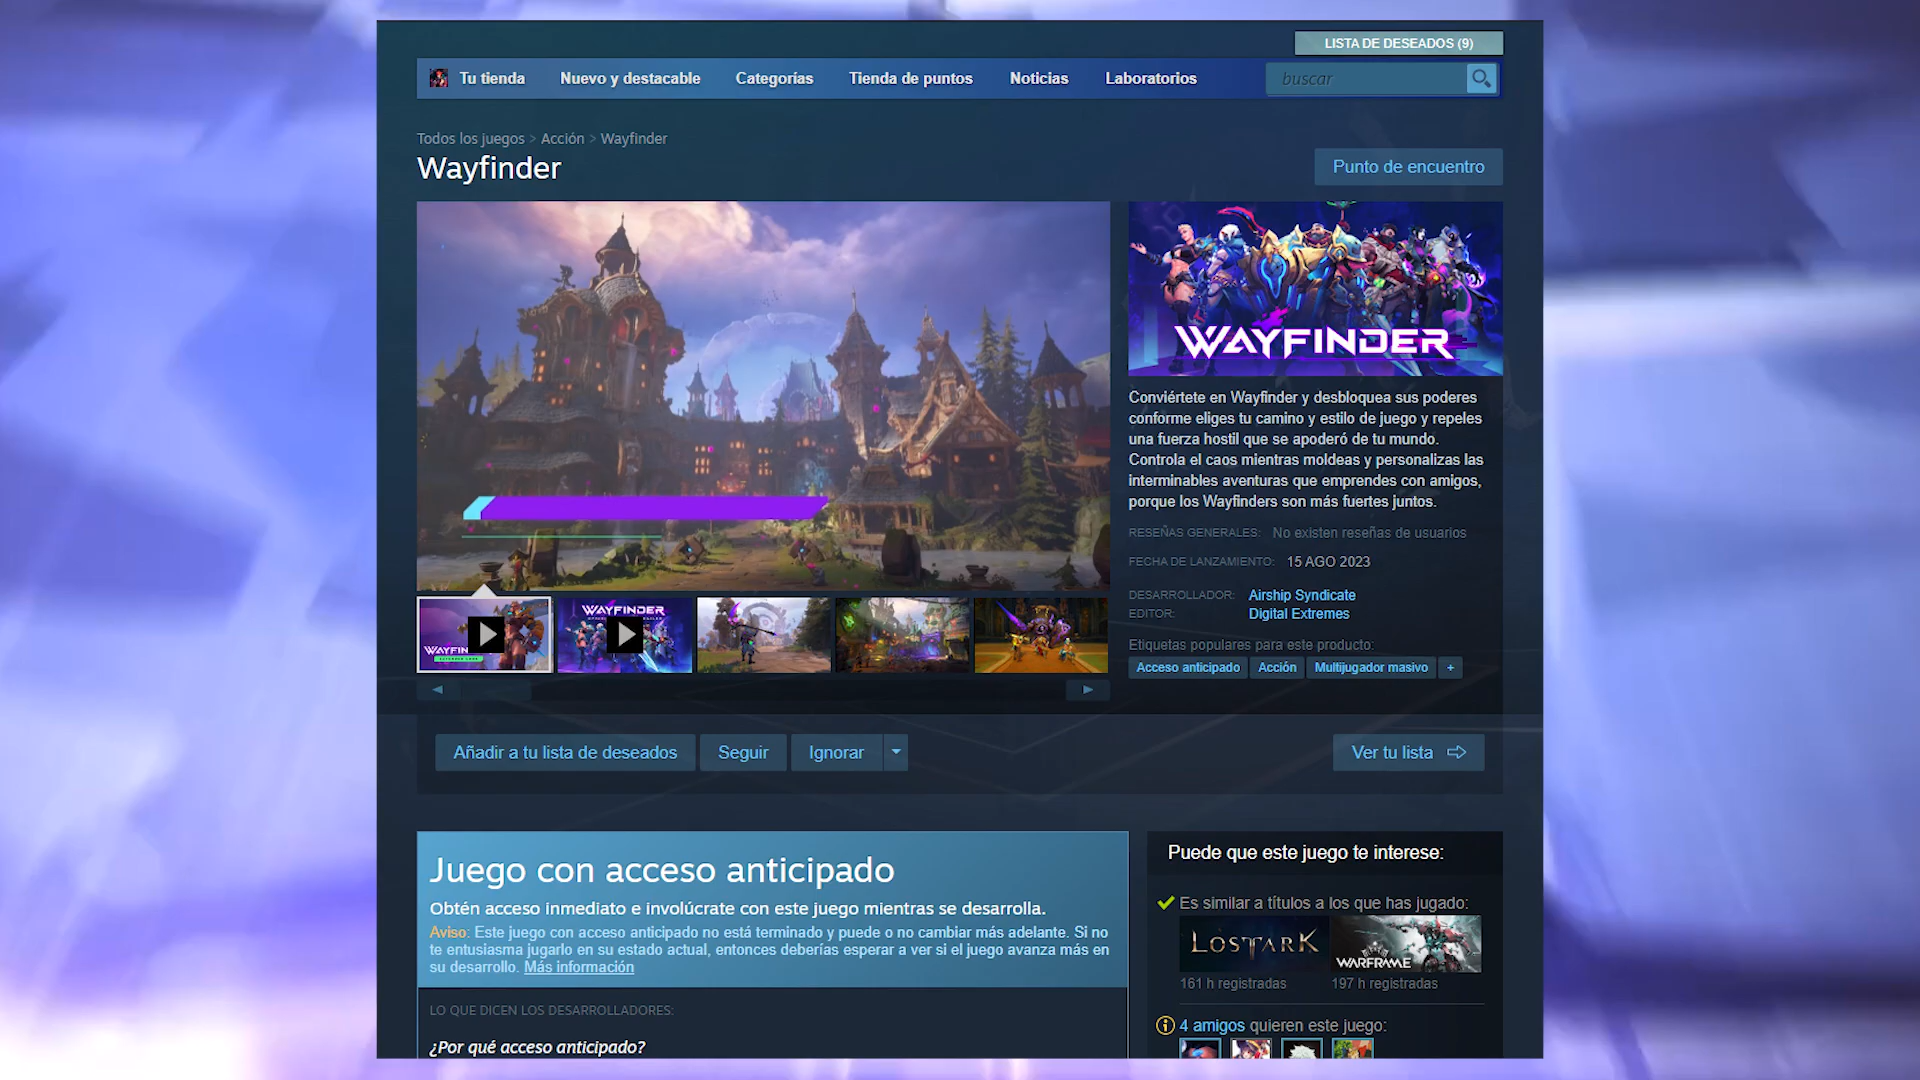 LISTA DE DESEADOS (9)
Tu tienda Nuevo y destacable Categorías Tienda de puntos Noticias Laboratorios buscar
Todos los juegos > Acción > Wayfinder
Wayfinder
Punto de encuentro
WAYFINDER
Conviértete en Wayfinder y desbloquea sus poderes
conforme eliges tu camino y estilo de juego y repeles
una fuerza hostil que se apoderó de tu mundo.
Controla el caos mientras moldeas y personalizas las
interminables aventuras que emprendes con amigos,
porque los Wayfinders son más fuertes juntos.
RESEÑAS GENERALES: No existen reseñas de usuarios
FECHA DE LANZAMIENTO: 15 AGO 2023
DESARROLLADOR: Airship Syndicate
EDITOR: Digital Extremes
Etiquetas populares para este producto:
Acceso anticipado Acción Multijugador masivo +
WAYFINDER
Añadir a tu lista de deseados Seguir Ignorar Ver tu lista
Juego con acceso anticipado
Obtén acceso inmediato e involúcrate con este juego mientras se desarrolla.
Aviso: Este juego con acceso anticipado no está terminado y puede o no cambiar más adelante. Si no
te entusiasma jugarlo en su estado actual, entonces deberías esperar a ver si el juego avanza más en
su desarrollo. Más información
LO QUE DICEN LOS DESARROLLADORES:
¿Por qué acceso anticipado?
Puede que este juego te interese:
Es similar a títulos a los que has jugado:
LOST ARK WARFRAME
161 h registradas 197 h registradas
4 amigos quieren este juego: